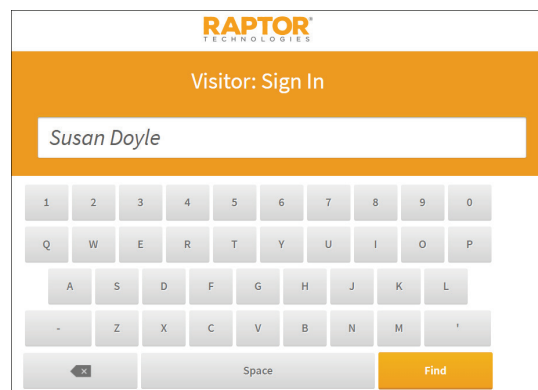 RAPTOR®
TECHNOLOGIES
Visitor: Sign In
Susan Doyle
1 2 3 4 5 6 7 8 9 0
Q W E R T Y U I O P
A S D F G H J K L
- Z X C V B N M '
Space Find